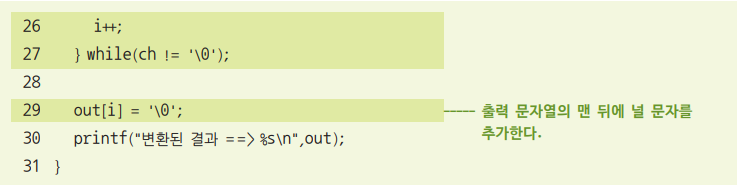 26 i++;
27 } while(ch != '\0');
28
29 out[i] = '\0'; ----- 출력 문자열의 맨 뒤에 널 문자를
추가한다.
30 printf("변환된 결과 ==> %s\n",out);
31 }